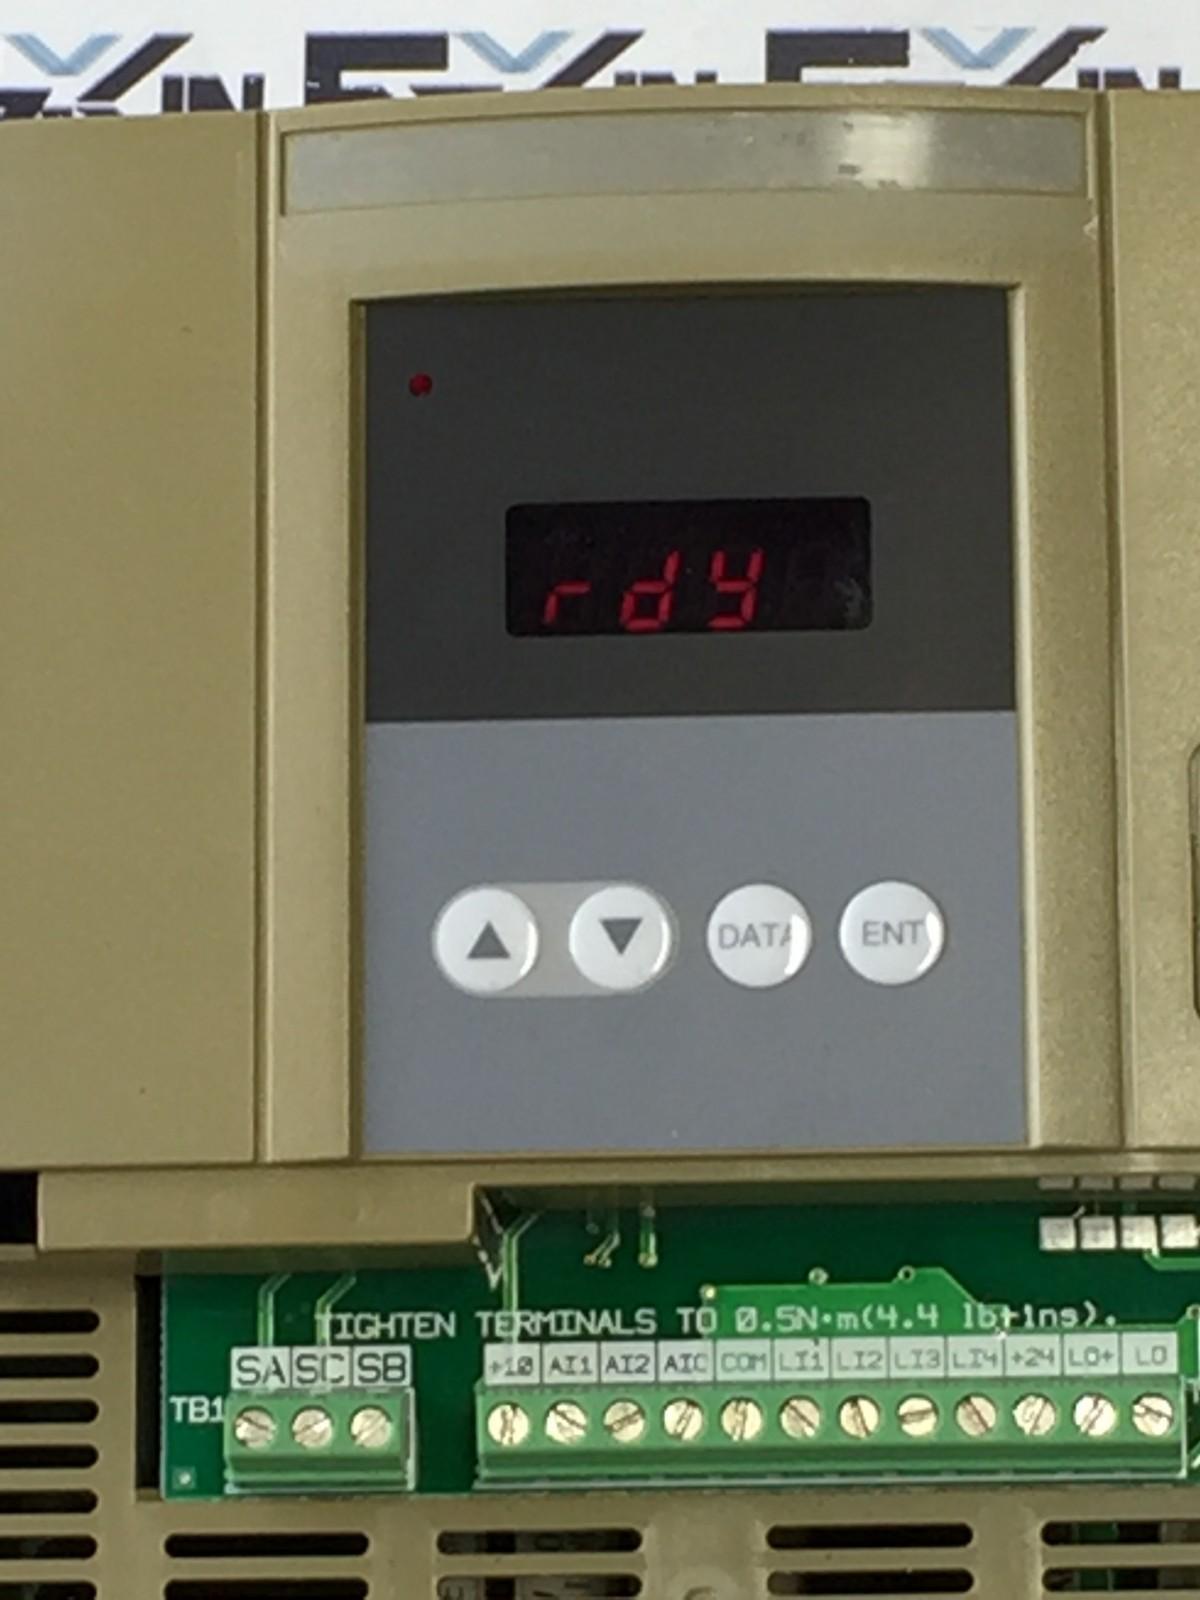 rdy
▲ ▼ DATA ENT
TIGHTEN TERMINALS TO 0.5N·m(4.4 lb-ins).
SA SC SB
+10 AI1 AI2 AIC COM LI1 LI2 LI3 LI4 +24 LO+ LO
TB1